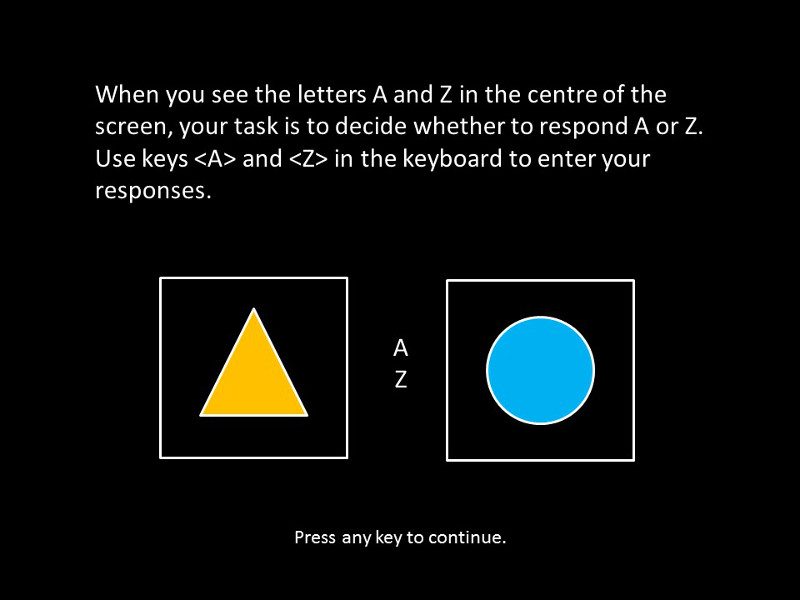 When you see the letters A and Z in the centre of the
screen, your task is to decide whether to respond A or Z.
Use keys <A> and <Z> in the keyboard to enter your
responses.
A
Z
Press any key to continue.